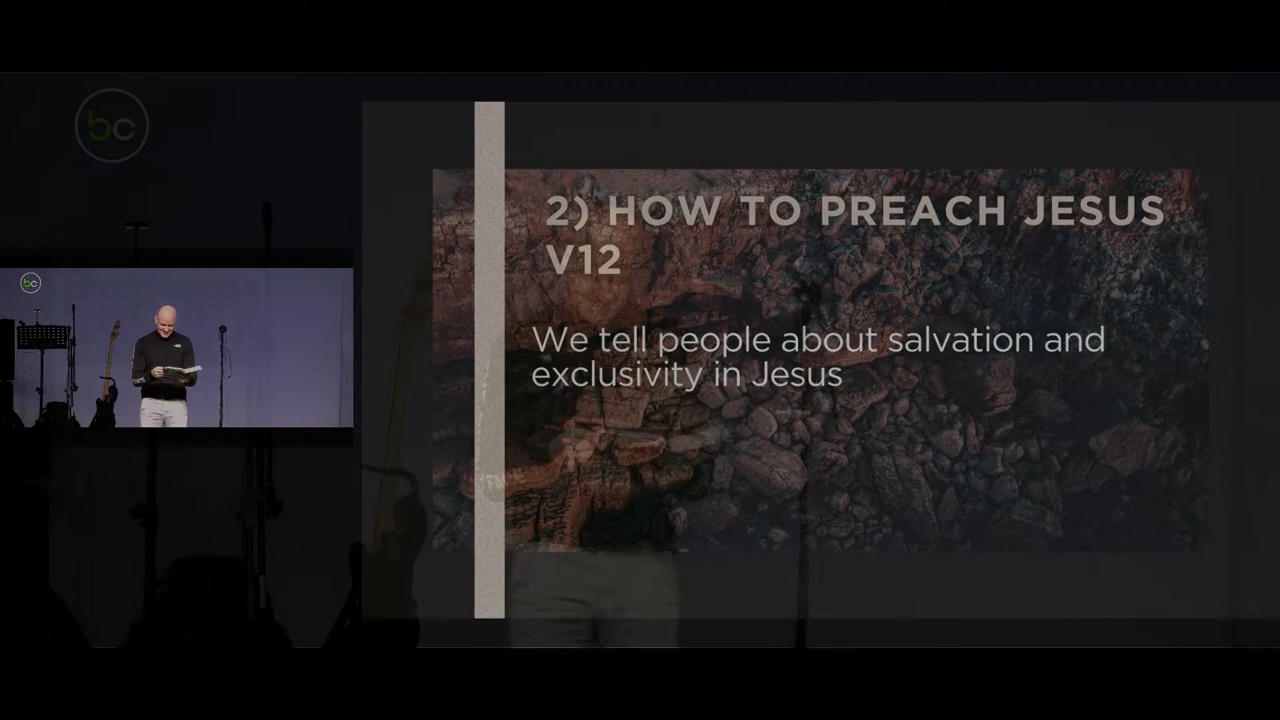 bc
2) HOW TO PREACH JESUS
V12
bc
We tell people about salvation and
exclusivity in Jesus